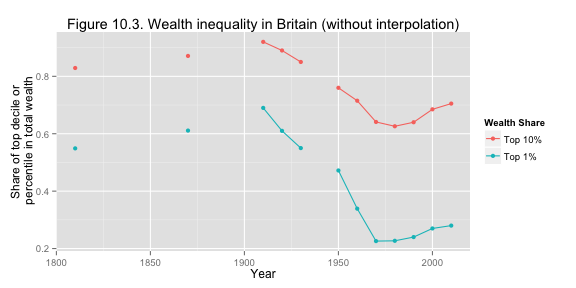 Figure 10.3. Wealth inequality in Britain (without interpolation)
Share of top decile or
percentile in total wealth
0.8
0.6
0.4
0.2
1800
1850
1900
1950
2000
Year
Wealth Share
Top 10%
Top 1%